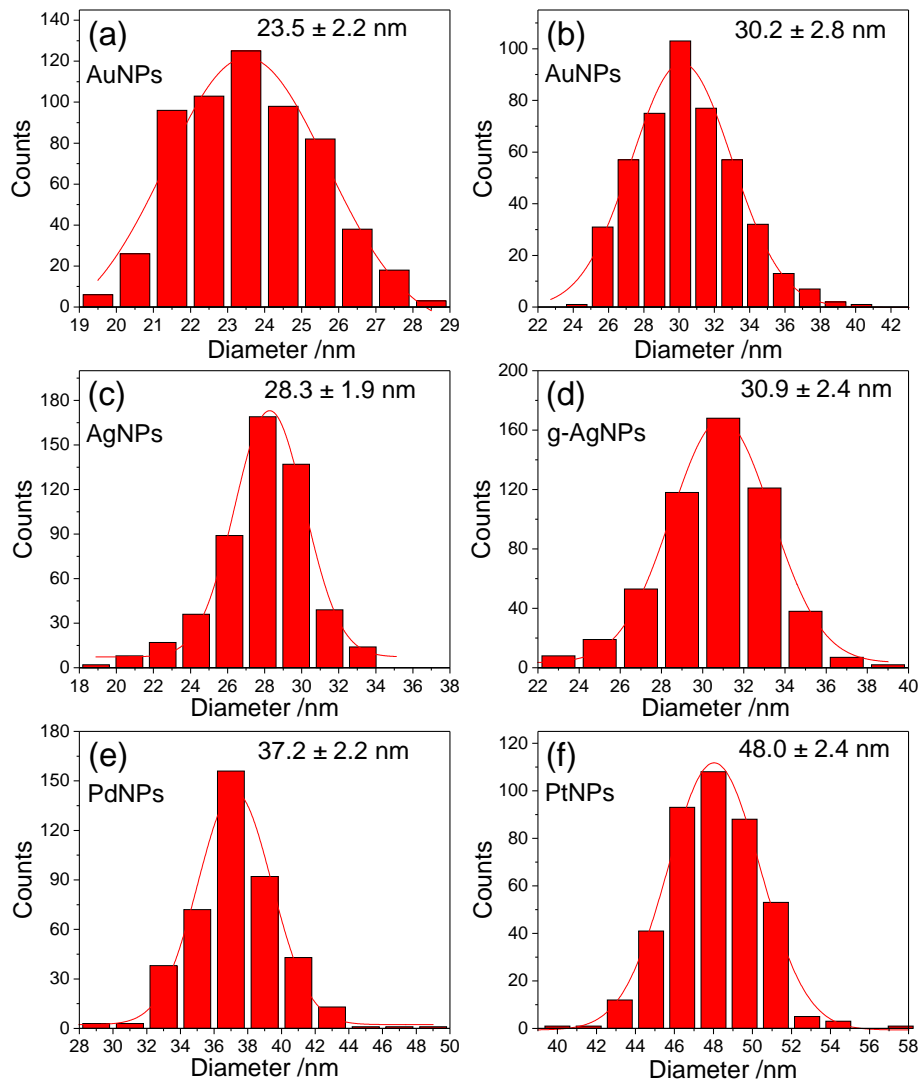 (a) 23.5 ± 2.2 nm
AuNPs
Counts
140
120
100
80
60
40
20
0
19 20 21 22 23 24 25 26 27 28 29
Diameter /nm
(b) 30.2 ± 2.8 nm
AuNPs
Counts
100
80
60
40
20
0
22 24 26 28 30 32 34 36 38 40 42
Diameter /nm
(c) 28.3 ± 1.9 nm
AgNPs
Counts
180
150
120
90
60
30
0
18 20 22 24 26 28 30 32 34 36 38
Diameter /nm
(d) 30.9 ± 2.4 nm
g-AgNPs
Counts
200
160
120
80
40
0
22 24 26 28 30 32 34 36 38 40
Diameter /nm
(e) 37.2 ± 2.2 nm
PdNPs
Counts
180
150
120
90
60
30
0
28 30 32 34 36 38 40 42 44 46 48 50
Diameter /nm
(f) 48.0 ± 2.4 nm
PtNPs
Counts
120
100
80
60
40
20
0
40 42 44 46 48 50 52 54 56 58
Diameter /nm